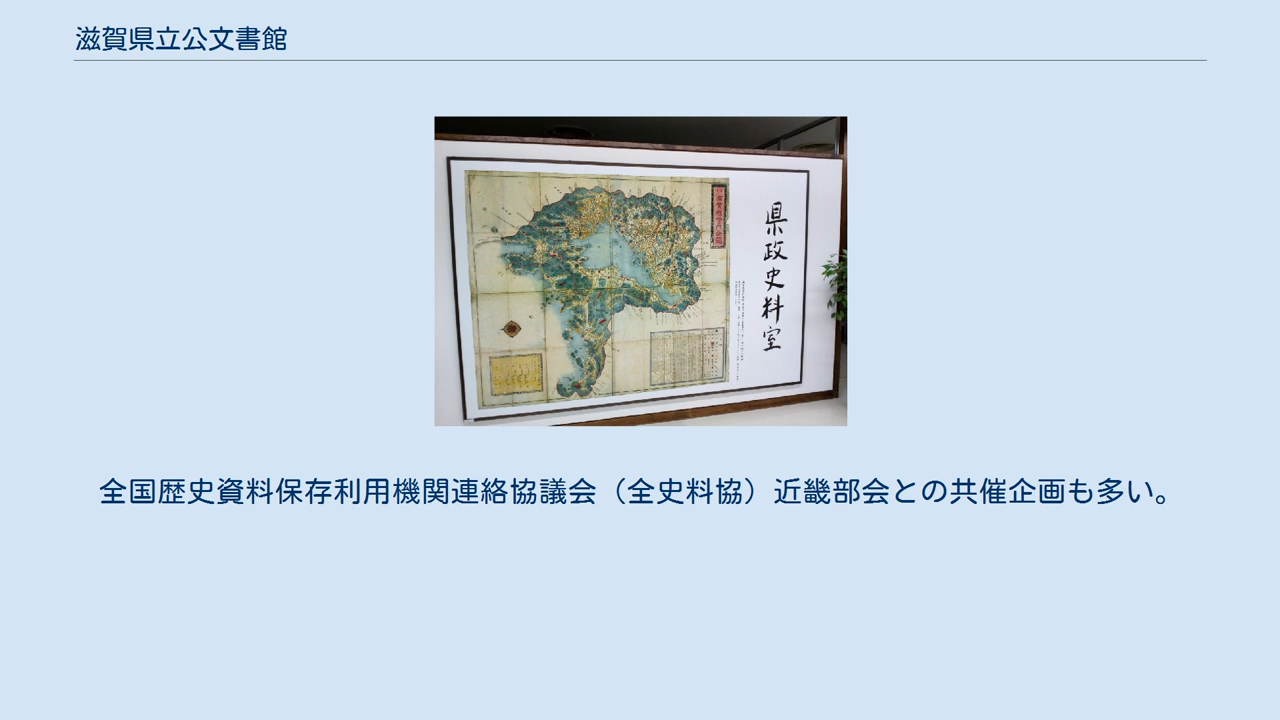 滋賀県立公文書館
県政史料室
全国歴史資料保存利用機関連絡協議会（全史料協）近畿部会との共催企画も多い。